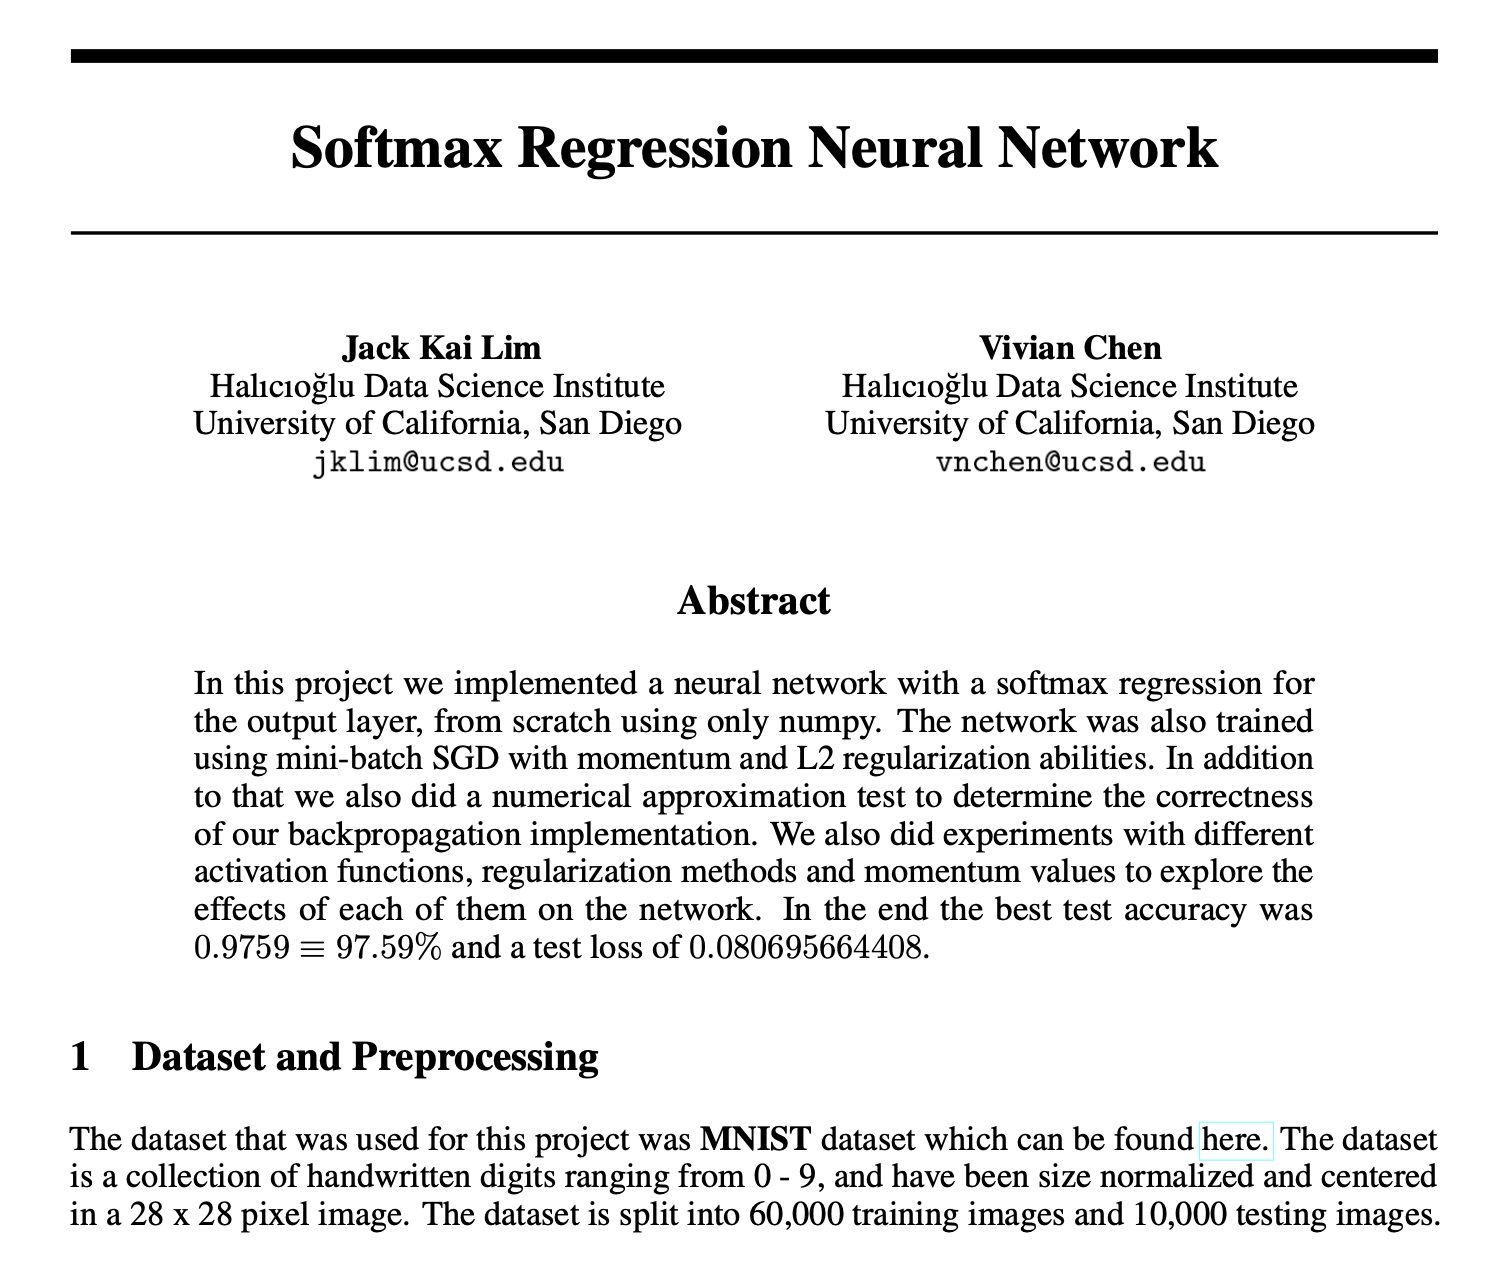 Softmax Regression Neural Network
Jack Kai Lim
Halıcıoğlu Data Science Institute
University of California, San Diego
jklim@ucsd.edu
Vivian Chen
Halıcıoğlu Data Science Institute
University of California, San Diego
vnchen@ucsd.edu
Abstract
In this project we implemented a neural network with a softmax regression for
the output layer, from scratch using only numpy. The network was also trained
using mini-batch SGD with momentum and L2 regularization abilities. In addition
to that we also did a numerical approximation test to determine the correctness
of our backpropagation implementation. We also did experiments with different
activation functions, regularization methods and momentum values to explore the
effects of each of them on the network. In the end the best test accuracy was
0.9759 ≡ 97.59% and a test loss of 0.080695664408.
1 Dataset and Preprocessing
The dataset that was used for this project was MNIST dataset which can be found here. The dataset
is a collection of handwritten digits ranging from 0 - 9, and have been size normalized and centered
in a 28 x 28 pixel image. The dataset is split into 60,000 training images and 10,000 testing images.